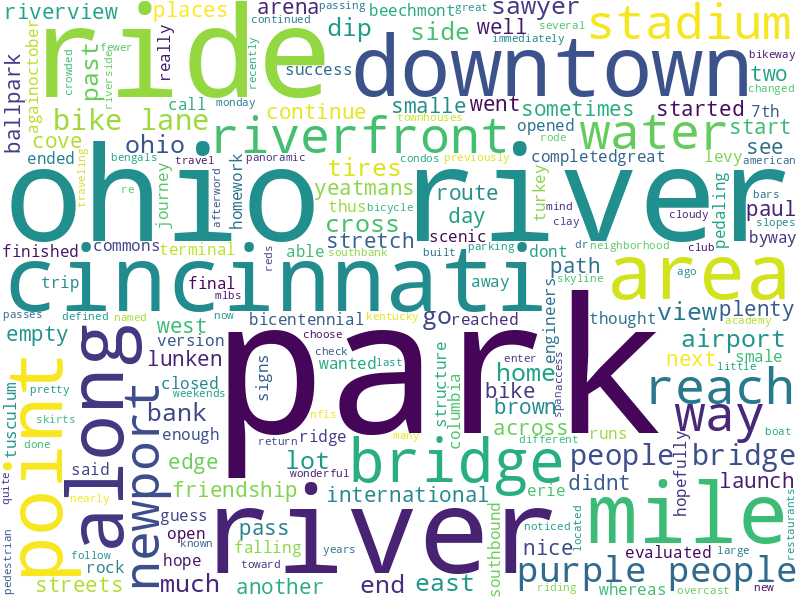 riverview
places
arena
sawyer
beechmont
passing
great
several
continued
fewer
immediately
ride
stadium
dip
side
well
really
past
crowded
riverside
recently
againoctober
success
downtown
two
bikeway
changed
ballpark
monday
townhouses
call
continue
smalle
went
sometimes
started
7th
bike lane
cove
ohio
riverfront
rode
opened
water
start
see
ended
travel
panoramic
condos
previously
completedgreat
levy
american
bengals
tires
yeatmans
thus
bicycle
route
turkey
mind
clay
pedaling
bars
paul
traveling
re
journey
afterword
homework
ohio river
cross
day
cloudy
slopes
byway
finished
commons
terminal
reds
able
southbank
stretch
scenic
built
parking
dont
dr
neighborhood
club
cincinnati
trip
final
mlbs
away
path
skyline
area
ago
passes
defined
named
now
bicentennial
kentucky
go
reached
engineers
thought
view
plenty
academy
empty
west
version
choose
check
wanted
last
enter
airport
lunken
park
home
next
smale
little
point
along
pretty
closed
weekends
signs
structure
columbia
bike
spanaccess
reach
tusculum
skirts
newport
bank
nfls
many
brown
way
done
said
enough
return
ridge
across
different
runs
boat
quite
nearly
edge
wonderful
lot
bridge
people bridge
hopefully
friendship
international
erie
didnt
launch
guess
river
southbound
noticed
located
mile
restaurants
pedestrian
follow
rock
open
known
pass
years
toward
falling
nice
evaluated
large
streets
hope
much
another
end
east
riding
purple people
whereas
overcast
new